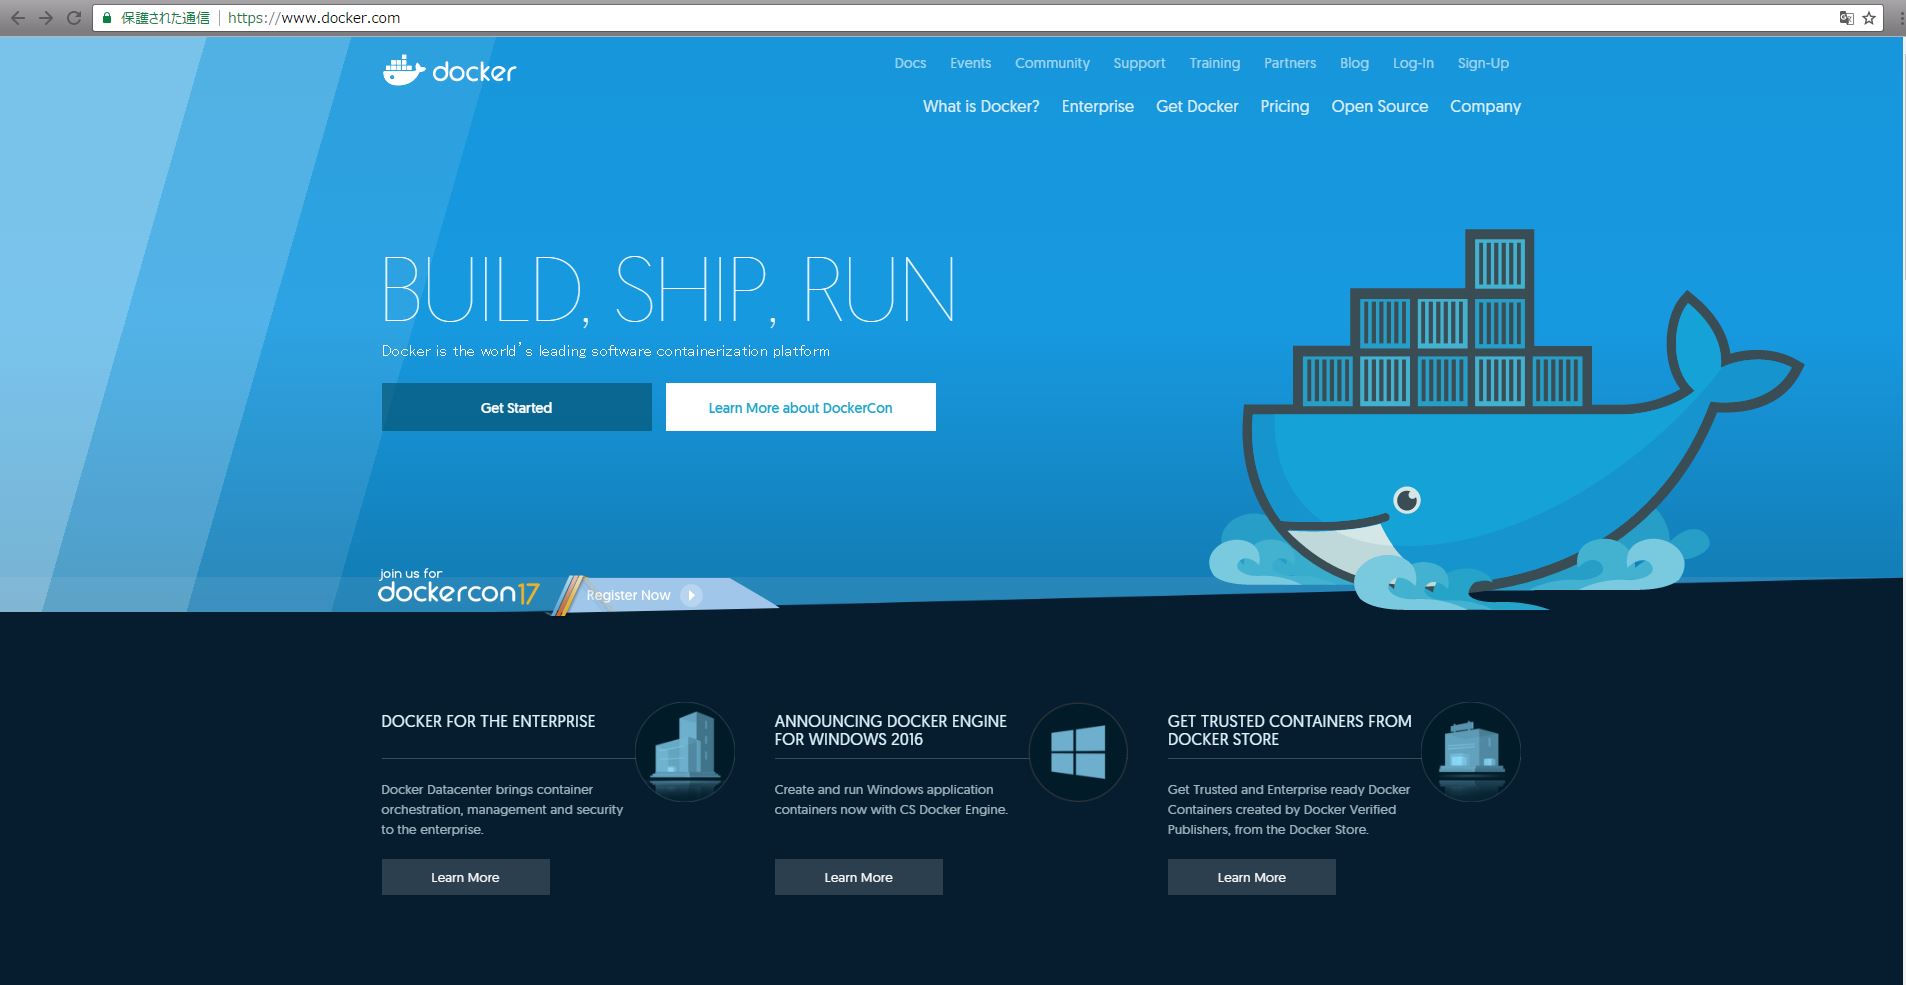 保護された通信 https://www.docker.com
docker
Docs Events Community Support Training Partners Blog Log-In Sign-Up
What is Docker? Enterprise Get Docker Pricing Open Source Company
BUILD, SHIP, RUN
Docker is the world’s leading software containerization platform
Get Started
Learn More about DockerCon
join us for
dockercon17
Register Now
DOCKER FOR THE ENTERPRISE
Docker Datacenter brings container
orchestration, management and security
to the enterprise.
Learn More
ANNOUNCING DOCKER ENGINE
FOR WINDOWS 2016
Create and run Windows application
containers now with CS Docker Engine.
Learn More
GET TRUSTED CONTAINERS FROM
DOCKER STORE
Get Trusted and Enterprise ready Docker
Containers created by Docker Verified
Publishers, from the Docker Store.
Learn More